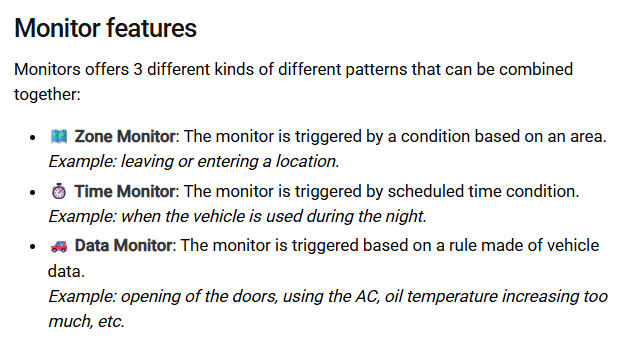 Monitor features
Monitors offers 3 different kinds of different patterns that can be combined
together:
• 🗺️ Zone Monitor: The monitor is triggered by a condition based on an area.
Example: leaving or entering a location.
• ⏱️ Time Monitor: The monitor is triggered by scheduled time condition.
Example: when the vehicle is used during the night.
• 🚗 Data Monitor: The monitor is triggered based on a rule made of vehicle
data.
Example: opening of the doors, using the AC, oil temperature increasing too
much, etc.